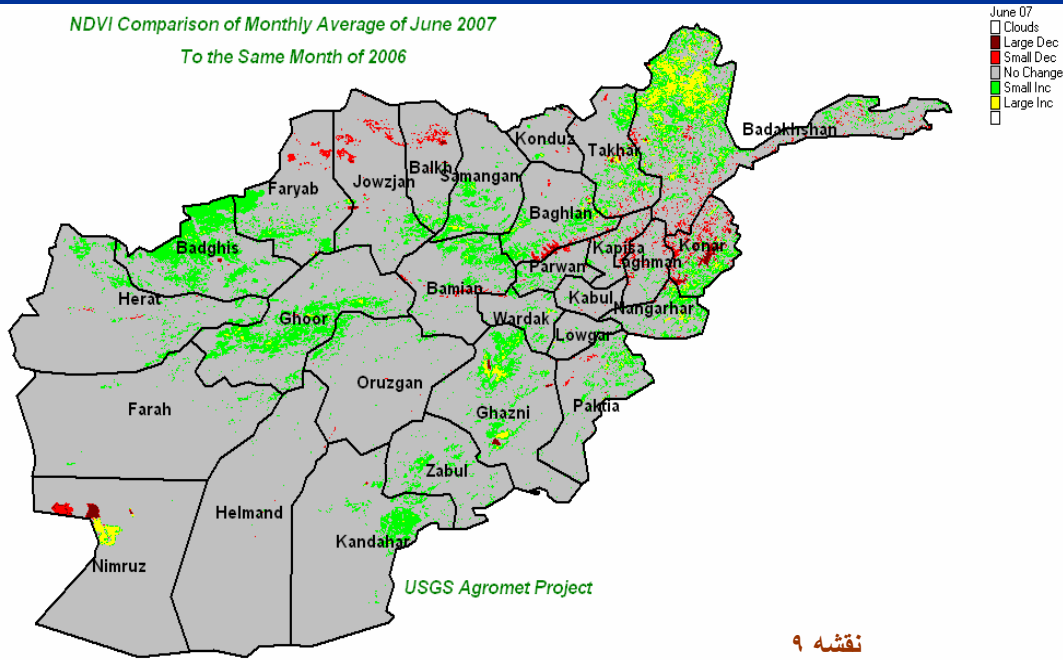 NDVI Comparison of Monthly Average of June 2007
To the Same Month of 2006
June 07
Clouds
Large Dec
Small Dec
No Change
Small Inc
Large Inc
Badakhshan
Konduz
Takhar
Balkh
Samangan
Faryab
Jowzjan
Baghlan
Badghis
Kapisa
Konar
Laghman
Parwan
Herat
Bamian
Kabul
Nangarhar
Ghoor
Wardak
Lowgar
Oruzgan
Farah
Ghazni
Paktia
Zabul
Helmand
Kandahar
Nimruz
USGS Agromet Project
نقشه ۹